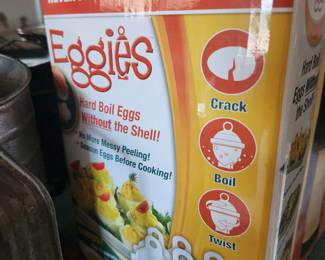 Eggies
Hard Boil Eggs
Without the Shell!
No More Messy Peeling!
Season Eggs Before Cooking!
Crack
Boil
Twist
Hard Boil
Eggs
Without
the Shell!